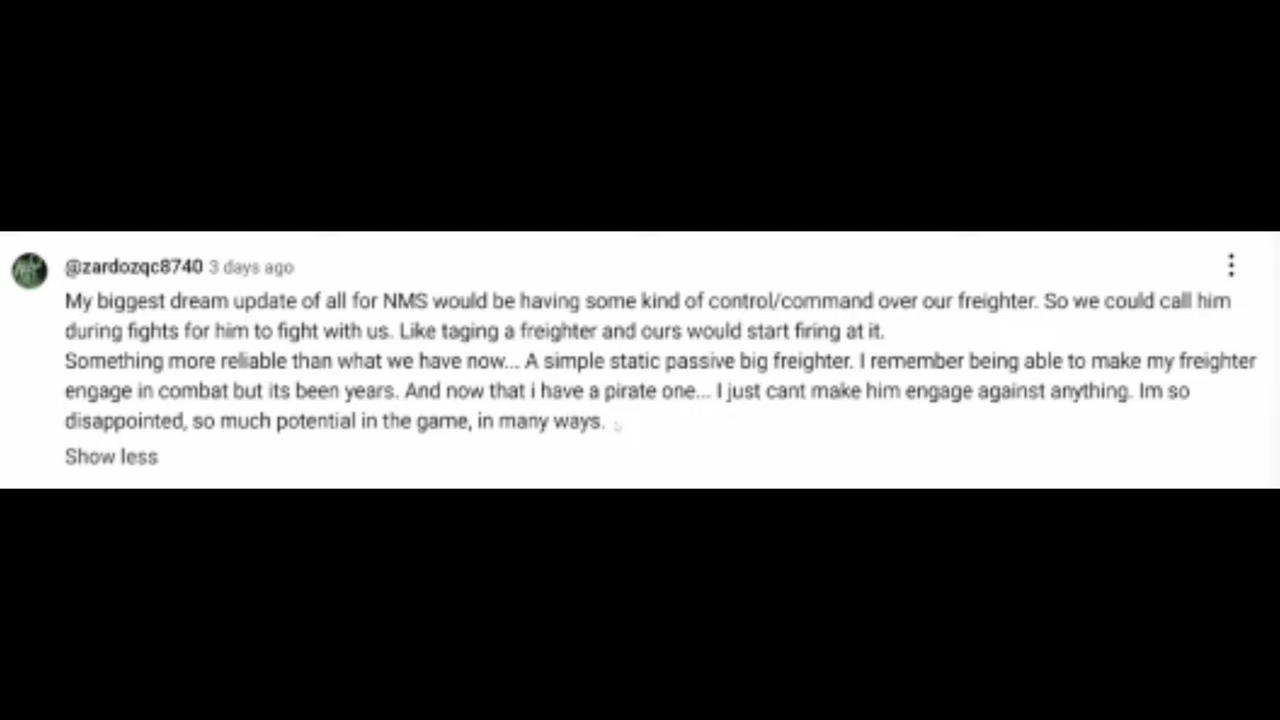 @zardozqc8740 3 days ago
My biggest dream update of all for NMS would be having some kind of control/command over our freighter. So we could call him
during fights for him to fight with us. Like taging a freighter and ours would start firing at it.
Something more reliable than what we have now... A simple static passive big freighter. I remember being able to make my freighter
engage in combat but its been years. And now that i have a pirate one... I just cant make him engage against anything. Im so
disappointed, so much potential in the game, in many ways.
Show less